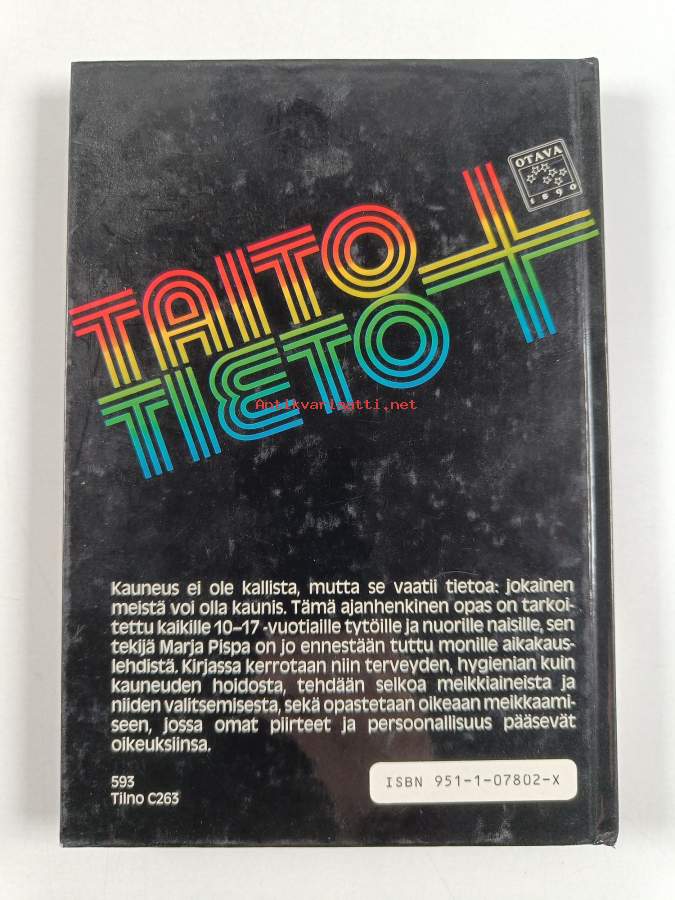 OTAVA
1890
TAITO
TIETO+
Antikvariaatti.net
Kauneus ei ole kallista, mutta se vaatii tietoa: jokainen
meistä voi olla kaunis. Tämä ajanhenkinen opas on tarkoi-
tettu kaikille 10–17 -vuotiaille tytöille ja nuorille naisille, sen
tekijä Marja Pispa on jo ennestään tuttu monille aikakaus-
lehdistä. Kirjassa kerrotaan niin terveyden, hygienian kuin
kauneuden hoidosta, tehdään selkoa meikkiaineista ja
niiden valitsemisesta, sekä opastetaan oikeaan meikkaami-
seen, jossa omat piirteet ja persoonallisuus pääsevät
oikeuksiinsa.
593
Tilno C263
ISBN 951-1-07802-X